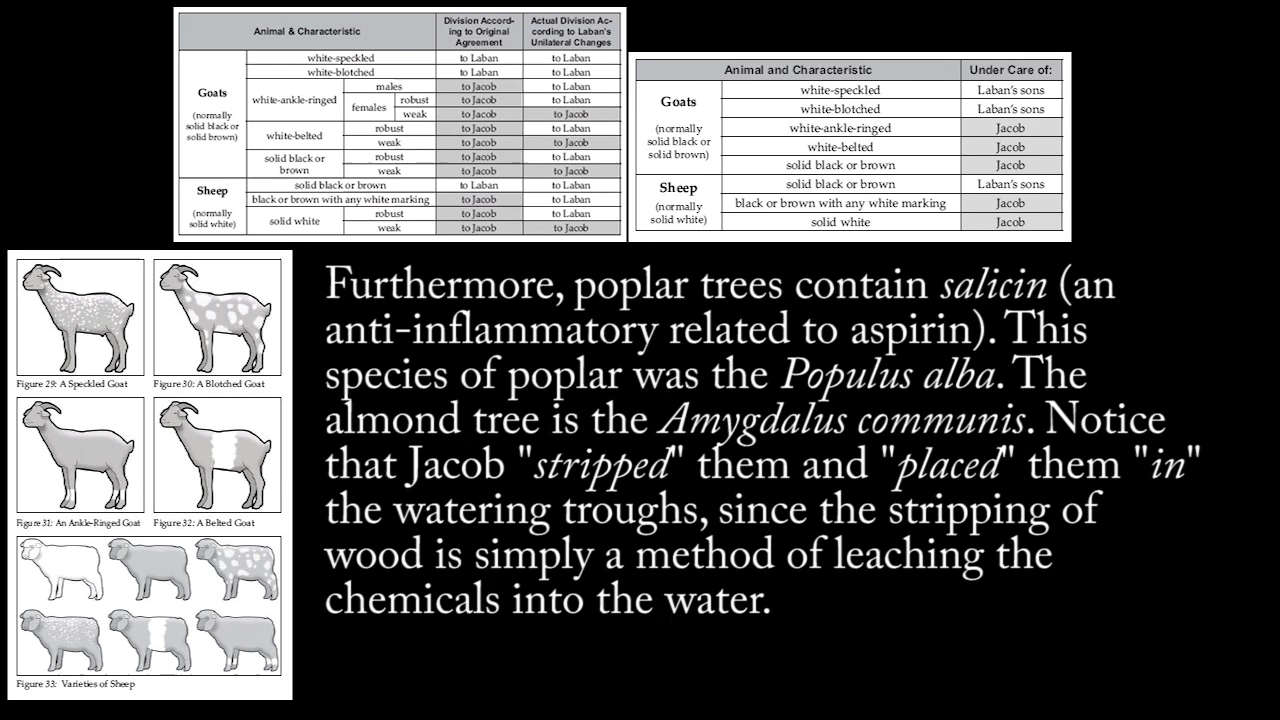 Animal & Characteristic | Division Accord-ing to Original Agreement | Actual Division Ac-cording to Laban's Unilateral Changes
Goats (normally solid black or solid brown) | white-speckled | to Laban | to Laban
white-blotched | to Laban | to Laban
white-ankle-ringed | males | to Jacob | to Laban
females | robust | to Jacob | to Laban
weak | to Jacob | to Jacob
white-belted | robust | to Jacob | to Laban
weak | to Jacob | to Jacob
solid black or brown | robust | to Jacob | to Laban
weak | to Jacob | to Jacob
Sheep (normally solid white) | solid black or brown | to Laban | to Laban
black or brown with any white marking | to Jacob | to Laban
solid white | robust | to Jacob | to Laban
weak | to Jacob | to Jacob
Animal and Characteristic | Under Care of:
Goats (normally solid black or solid brown) | white-speckled | Laban's sons
white-blotched | Laban's sons
white-ankle-ringed | Jacob
white-belted | Jacob
solid black or brown | Jacob
Sheep (normally solid white) | solid black or brown | Laban's sons
black or brown with any white marking | Jacob
solid white | Jacob
Figure 29: A Speckled Goat
Figure 30: A Blotched Goat
Figure 31: An Ankle-Ringed Goat
Figure 32: A Belted Goat
Figure 33: Varieties of Sheep
Furthermore, poplar trees contain salicin (an
anti-inflammatory related to aspirin). This
species of poplar was the Populus alba. The
almond tree is the Amygdalus communis. Notice
that Jacob "stripped" them and "placed" them "in"
the watering troughs, since the stripping of
wood is simply a method of leaching the
chemicals into the water.